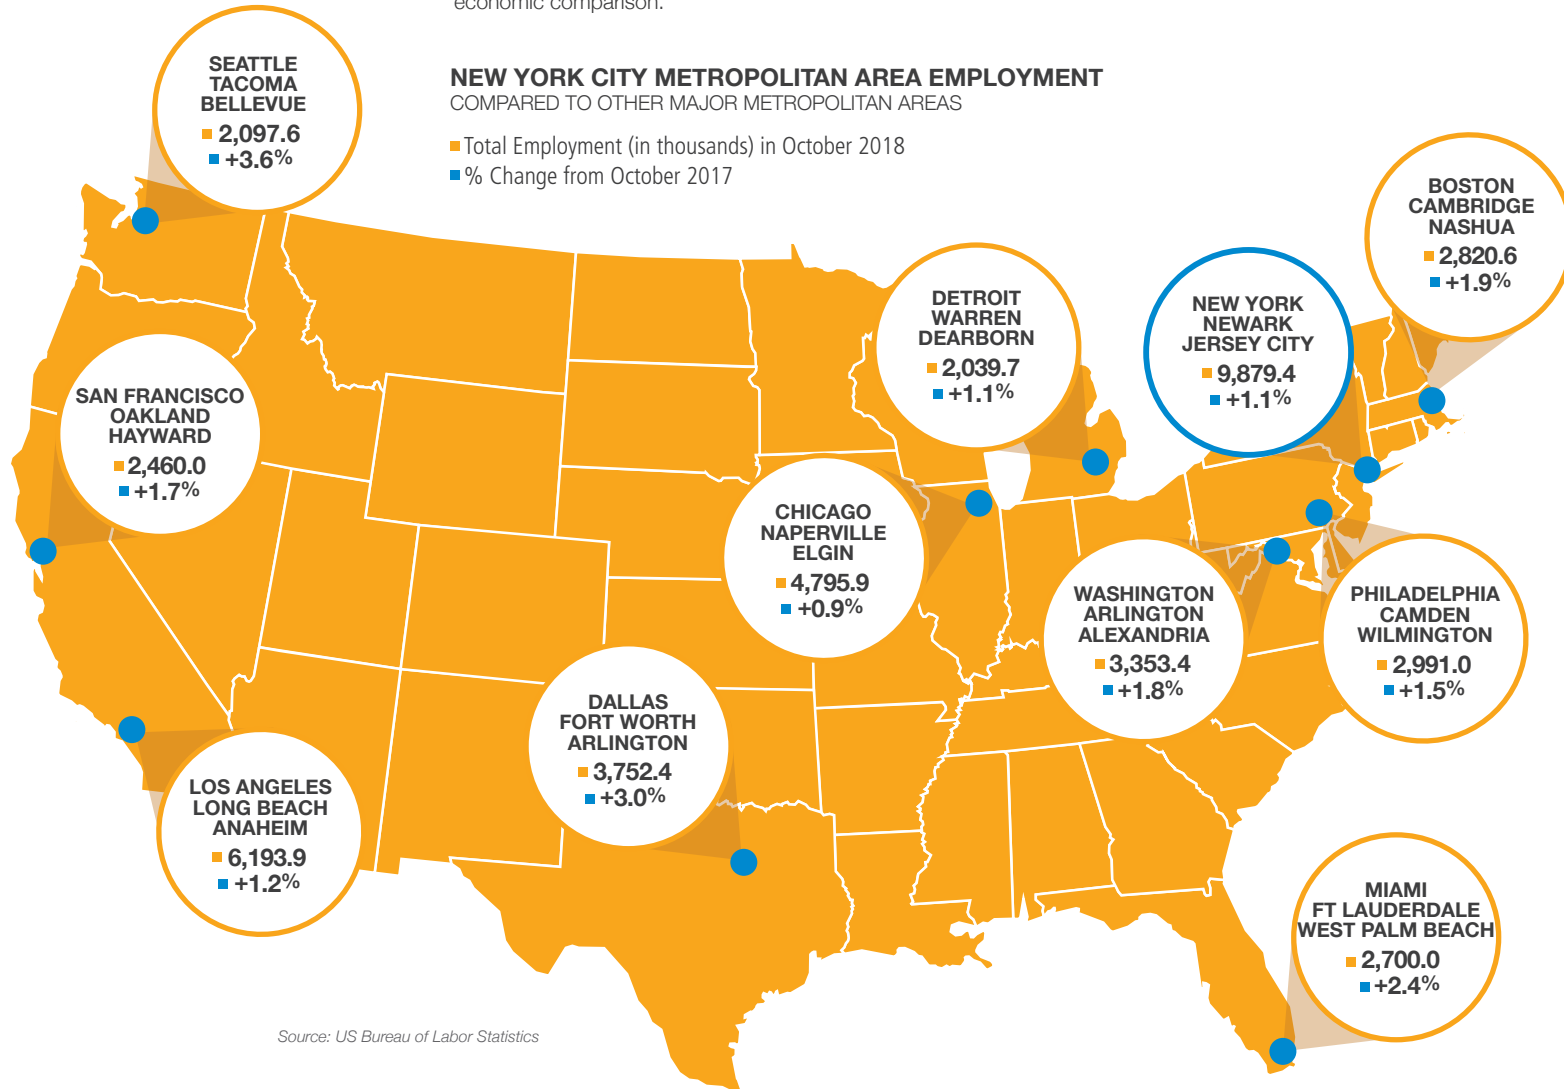 economic comparison.
NEW YORK CITY METROPOLITAN AREA EMPLOYMENT
COMPARED TO OTHER MAJOR METROPOLITAN AREAS
Total Employment (in thousands) in October 2018
% Change from October 2017
SEATTLE
TACOMA
BELLEVUE
2,097.6
+3.6%
BOSTON
CAMBRIDGE
NASHUA
2,820.6
+1.9%
DETROIT
WARREN
DEARBORN
2,039.7
+1.1%
NEW YORK
NEWARK
JERSEY CITY
9,879.4
+1.1%
SAN FRANCISCO
OAKLAND
HAYWARD
2,460.0
+1.7%
CHICAGO
NAPERVILLE
ELGIN
4,795.9
+0.9%
WASHINGTON
ARLINGTON
ALEXANDRIA
3,353.4
+1.8%
PHILADELPHIA
CAMDEN
WILMINGTON
2,991.0
+1.5%
DALLAS
FORT WORTH
ARLINGTON
3,752.4
+3.0%
LOS ANGELES
LONG BEACH
ANAHEIM
6,193.9
+1.2%
MIAMI
FT LAUDERDALE
WEST PALM BEACH
2,700.0
+2.4%
Source: US Bureau of Labor Statistics